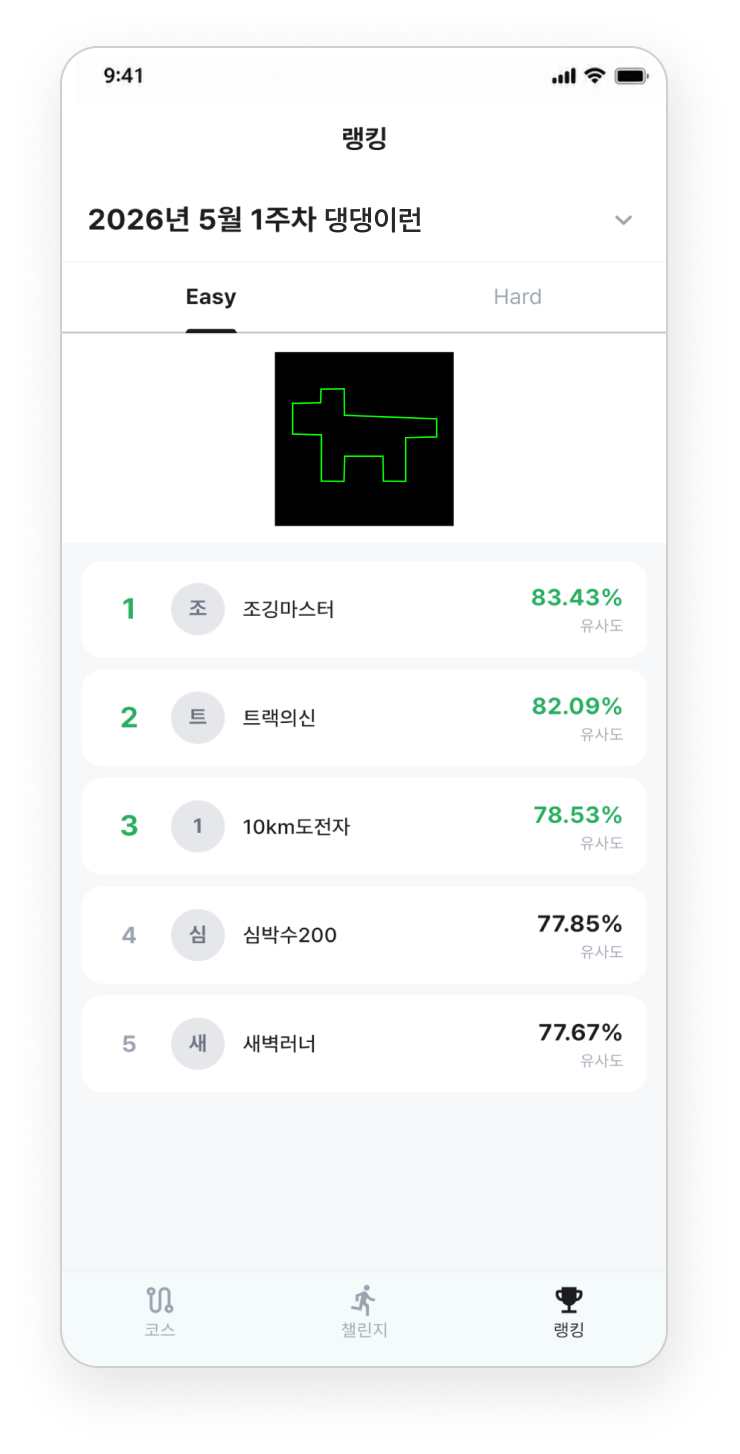 9:41
랭킹
2026년 5월 1주차 댕댕이런
Easy Hard
1 조 조깅마스터 83.43%
유사도
2 트 트랙의신 82.09%
유사도
3 1 10km도전자 78.53%
유사도
4 심 심박수200 77.85%
유사도
5 새 새벽러너 77.67%
유사도
코스 챌린지 랭킹